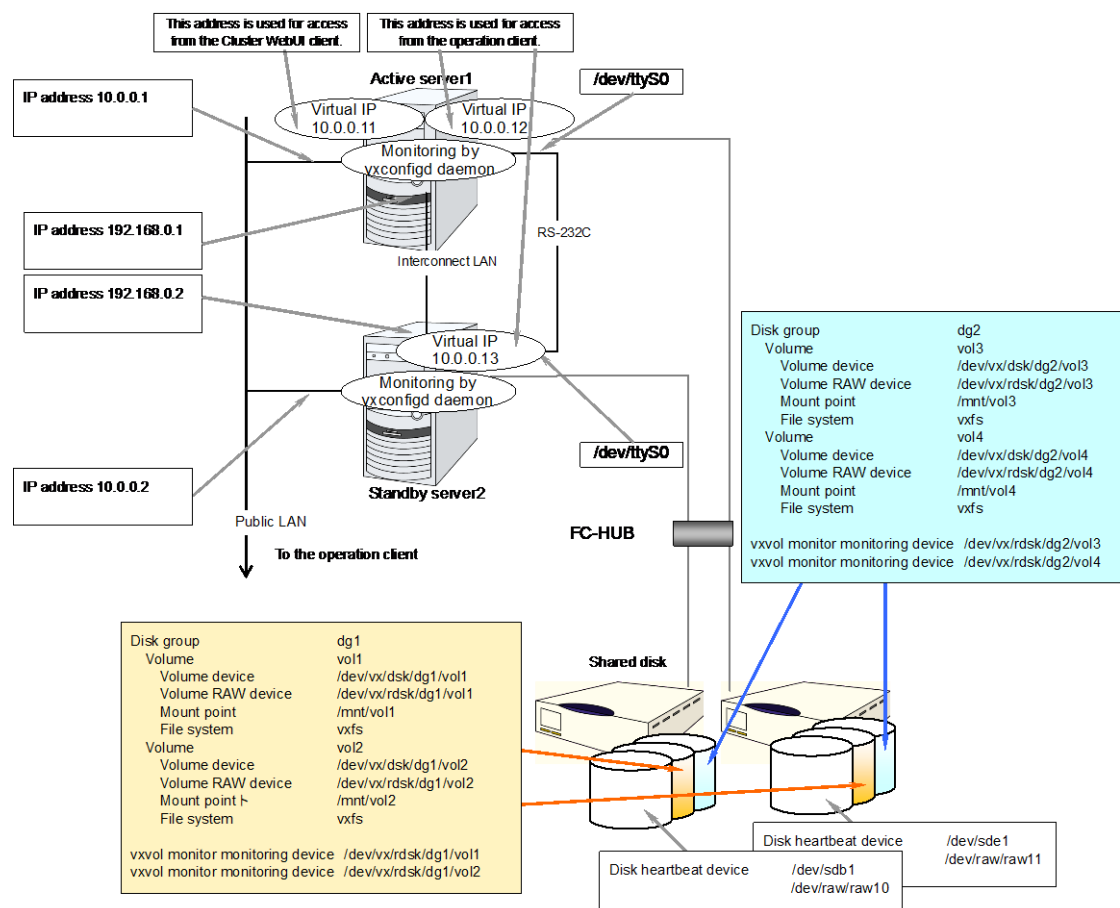 This address is used for access
from the Cluster WebUI client.
This address is used for access
from the operation client.
Active server1
/dev/ttyS0
IP address 10.0.0.1
Virtual IP
10.0.0.11
Virtual IP
10.0.0.12
Monitoring by
vxconfigd daemon
IP address 192.168.0.1
RS-232C
Interconnect LAN
IP address 192.168.0.2
Virtual IP
10.0.0.13
Monitoring by
vxconfigd daemon
/dev/ttyS0
IP address 10.0.0.2
Standby server2
Public LAN
To the operation client
FC-HUB
Disk group dg2
Volume vol3
Volume device /dev/vx/dsk/dg2/vol3
Volume RAW device /dev/vx/rdsk/dg2/vol3
Mount point /mnt/vol3
File system vxfs
Volume vol4
Volume device /dev/vx/dsk/dg2/vol4
Volume RAW device /dev/vx/rdsk/dg2/vol4
Mount point /mnt/vol4
File system vxfs
vxvol monitor monitoring device /dev/vx/rdsk/dg2/vol3
vxvol monitor monitoring device /dev/vx/rdsk/dg2/vol4
Disk group dg1
Volume vol1
Volume device /dev/vx/dsk/dg1/vol1
Volume RAW device /dev/vx/rdsk/dg1/vol1
Mount point /mnt/vol1
File system vxfs
Volume vol2
Volume device /dev/vx/dsk/dg1/vol2
Volume RAW device /dev/vx/rdsk/dg1/vol2
Mount pointト /mnt/vol2
File system vxfs
vxvol monitor monitoring device /dev/vx/rdsk/dg1/vol1
vxvol monitor monitoring device /dev/vx/rdsk/dg1/vol2
Shared disk
Disk heartbeat device /dev/sde1
/dev/raw/raw11
Disk heartbeat device /dev/sdb1
/dev/raw/raw10